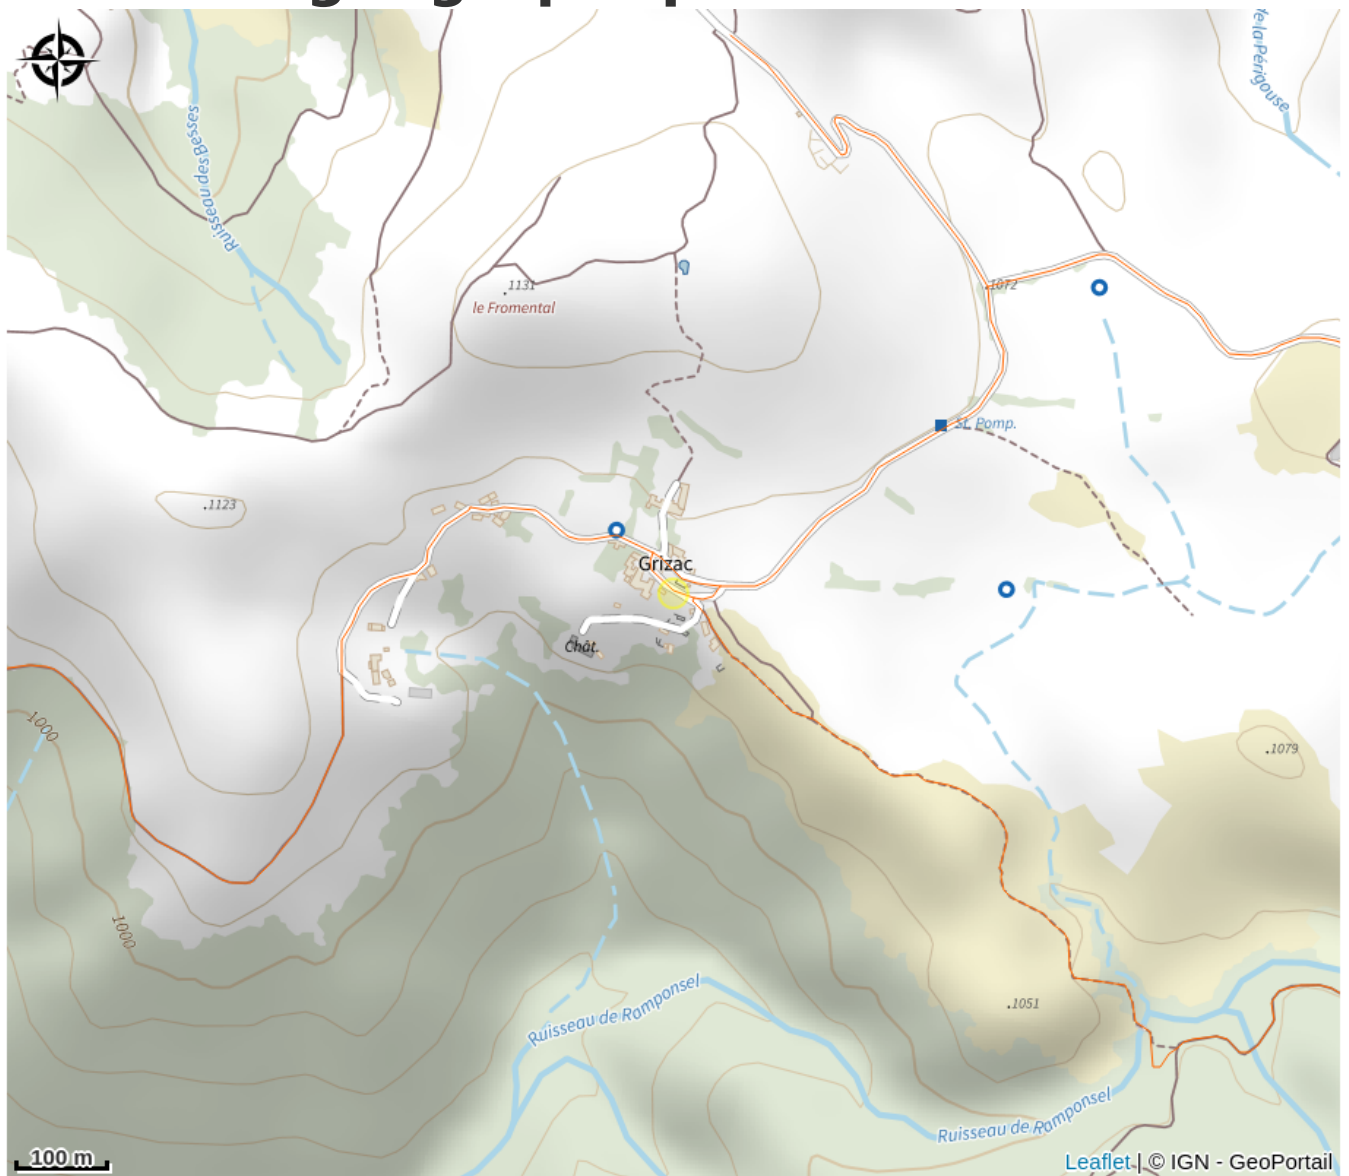 Ruisseau des Besses
de la Périgouse
.1131
le Fromental
.1072
St. Pomp.
.1123
Grizac
Chât.
1000
.1079
1000
.1051
Ruisseau de Ramponsel
Ruisseau de Ramponsel
100 m
Leaflet | © IGN - GeoPortail